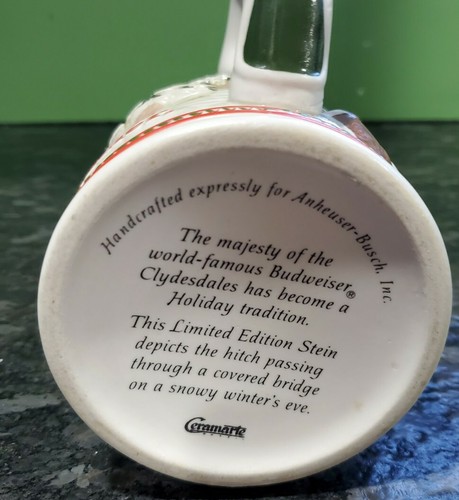 Handcrafted expressly for Anheuser-Busch, Inc.
The majesty of the
world-famous Budweiser®
Clydesdales has become a
Holiday tradition.
This Limited Edition Stein
depicts the hitch passing
through a covered bridge
on a snowy winter's eve.
Ceramarte